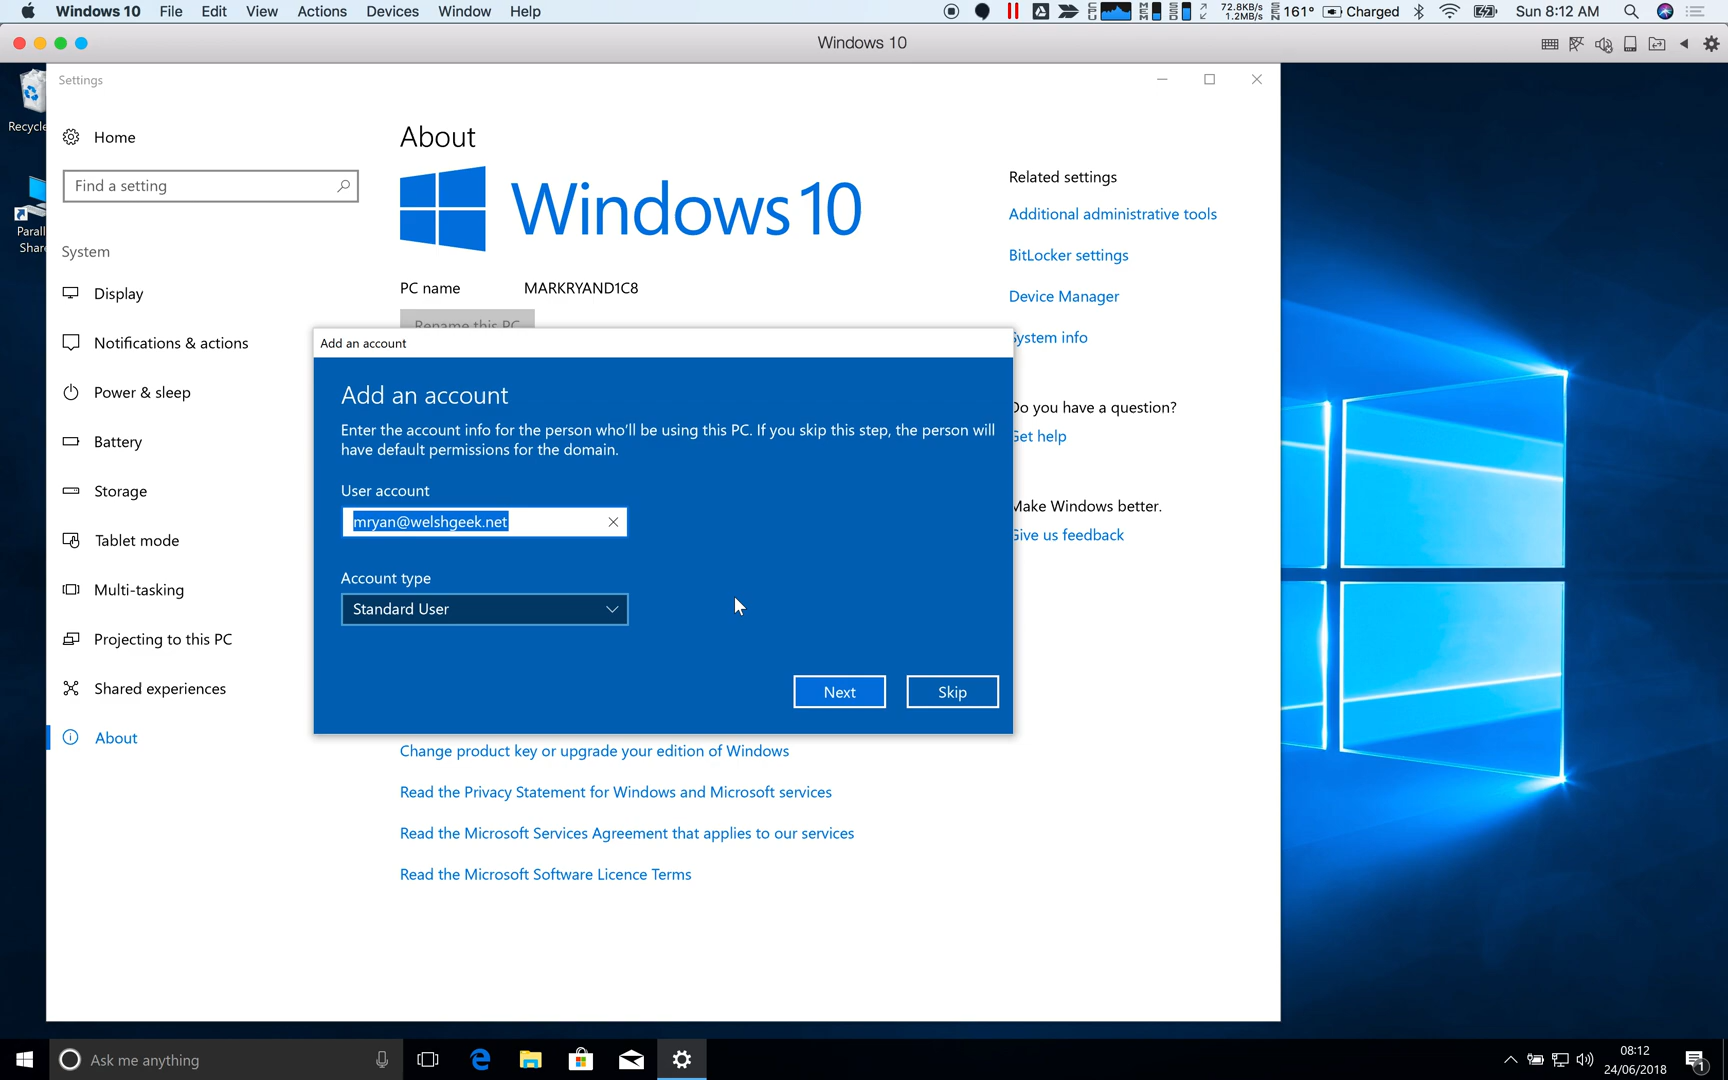 Windows 10 File Edit View Actions Devices Window Help
72.8KB/s
1.2MB/s
161° Charged Sun 8:12 AM
Windows 10
Recycle
Parall
Share
Settings
Home
Find a setting
System
Display
Notifications & actions
Power & sleep
Battery
Storage
Tablet mode
Multi-tasking
Projecting to this PC
Shared experiences
About
About
Windows 10
PC name MARKRYAND1C8
Rename this PC
Related settings
Additional administrative tools
BitLocker settings
Device Manager
System info
Do you have a question?
Get help
Make Windows better.
Give us feedback
Add an account
Add an account
Enter the account info for the person who'll be using this PC. If you skip this step, the person will
have default permissions for the domain.
User account
mryan@welshgeek.net
Account type
Standard User
Next Skip
Change product key or upgrade your edition of Windows
Read the Privacy Statement for Windows and Microsoft services
Read the Microsoft Services Agreement that applies to our services
Read the Microsoft Software Licence Terms
Ask me anything
08:12
24/06/2018
1